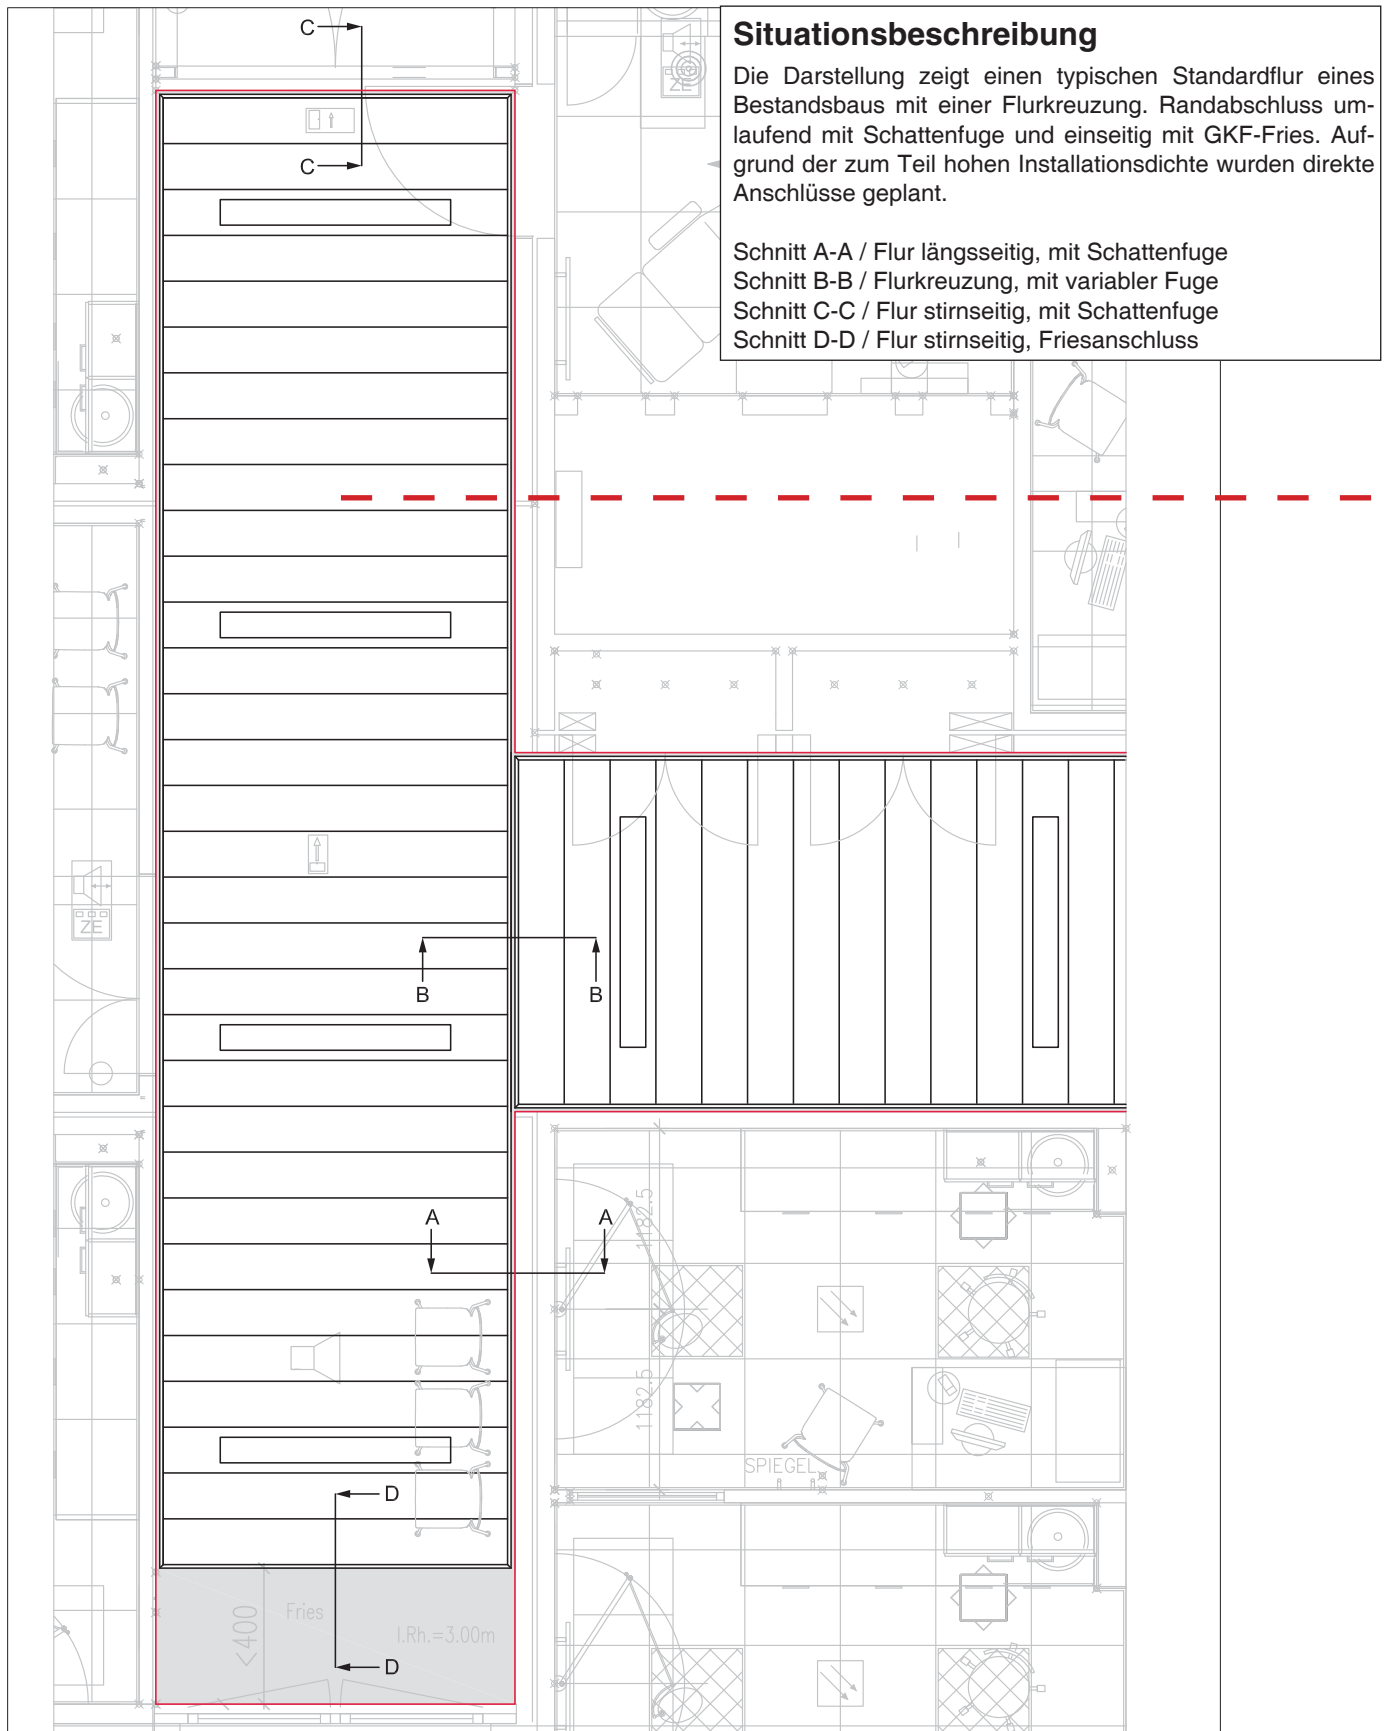 C
C
ZE
Situationsbeschreibung
Die Darstellung zeigt einen typischen Standardflur eines
Bestandsbaus mit einer Flurkreuzung. Randabschluss um-
laufend mit Schattenfuge und einseitig mit GKF-Fries. Auf-
grund der zum Teil hohen Installationsdichte wurden direkte
Anschlüsse geplant.
Schnitt A-A / Flur längsseitig, mit Schattenfuge
Schnitt B-B / Flurkreuzung, mit variabler Fuge
Schnitt C-C / Flur stirnseitig, mit Schattenfuge
Schnitt D-D / Flur stirnseitig, Friesanschluss
ZE
B
B
A
A
1182.5
1182.5
SPIEGEL
D
D
Fries
<400
l.Rh.=3.00m